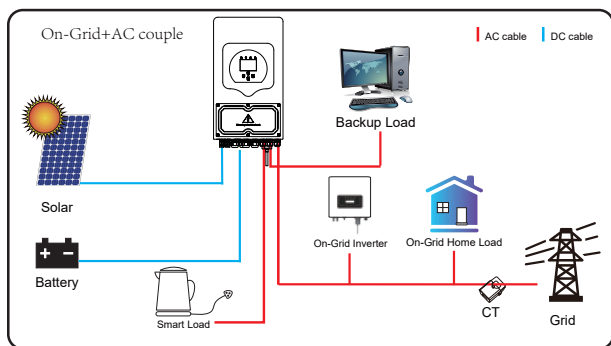 On-Grid+AC couple
AC cable
DC cable
Backup Load
Solar
On-Grid Inverter
On-Grid Home Load
Battery
Smart Load
CT
Grid